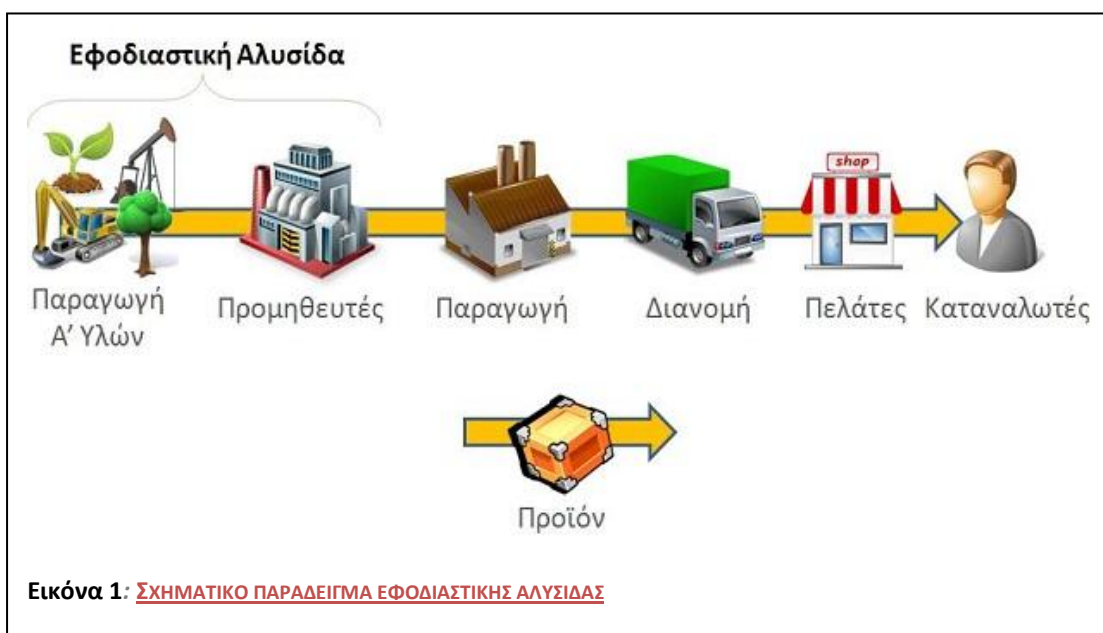 Εφοδιαστική Αλυσίδα
shop
Παραγωγή
Α' Υλών
Προμηθευτές
Παραγωγή
Διανομή
Πελάτες
Καταναλωτές
Προϊόν
Εικόνα 1: ΣΧΗΜΑΤΙΚΟ ΠΑΡΑΔΕΙΓΜΑ ΕΦΟΔΙΑΣΤΙΚΗΣ ΑΛΥΣΙΔΑΣ